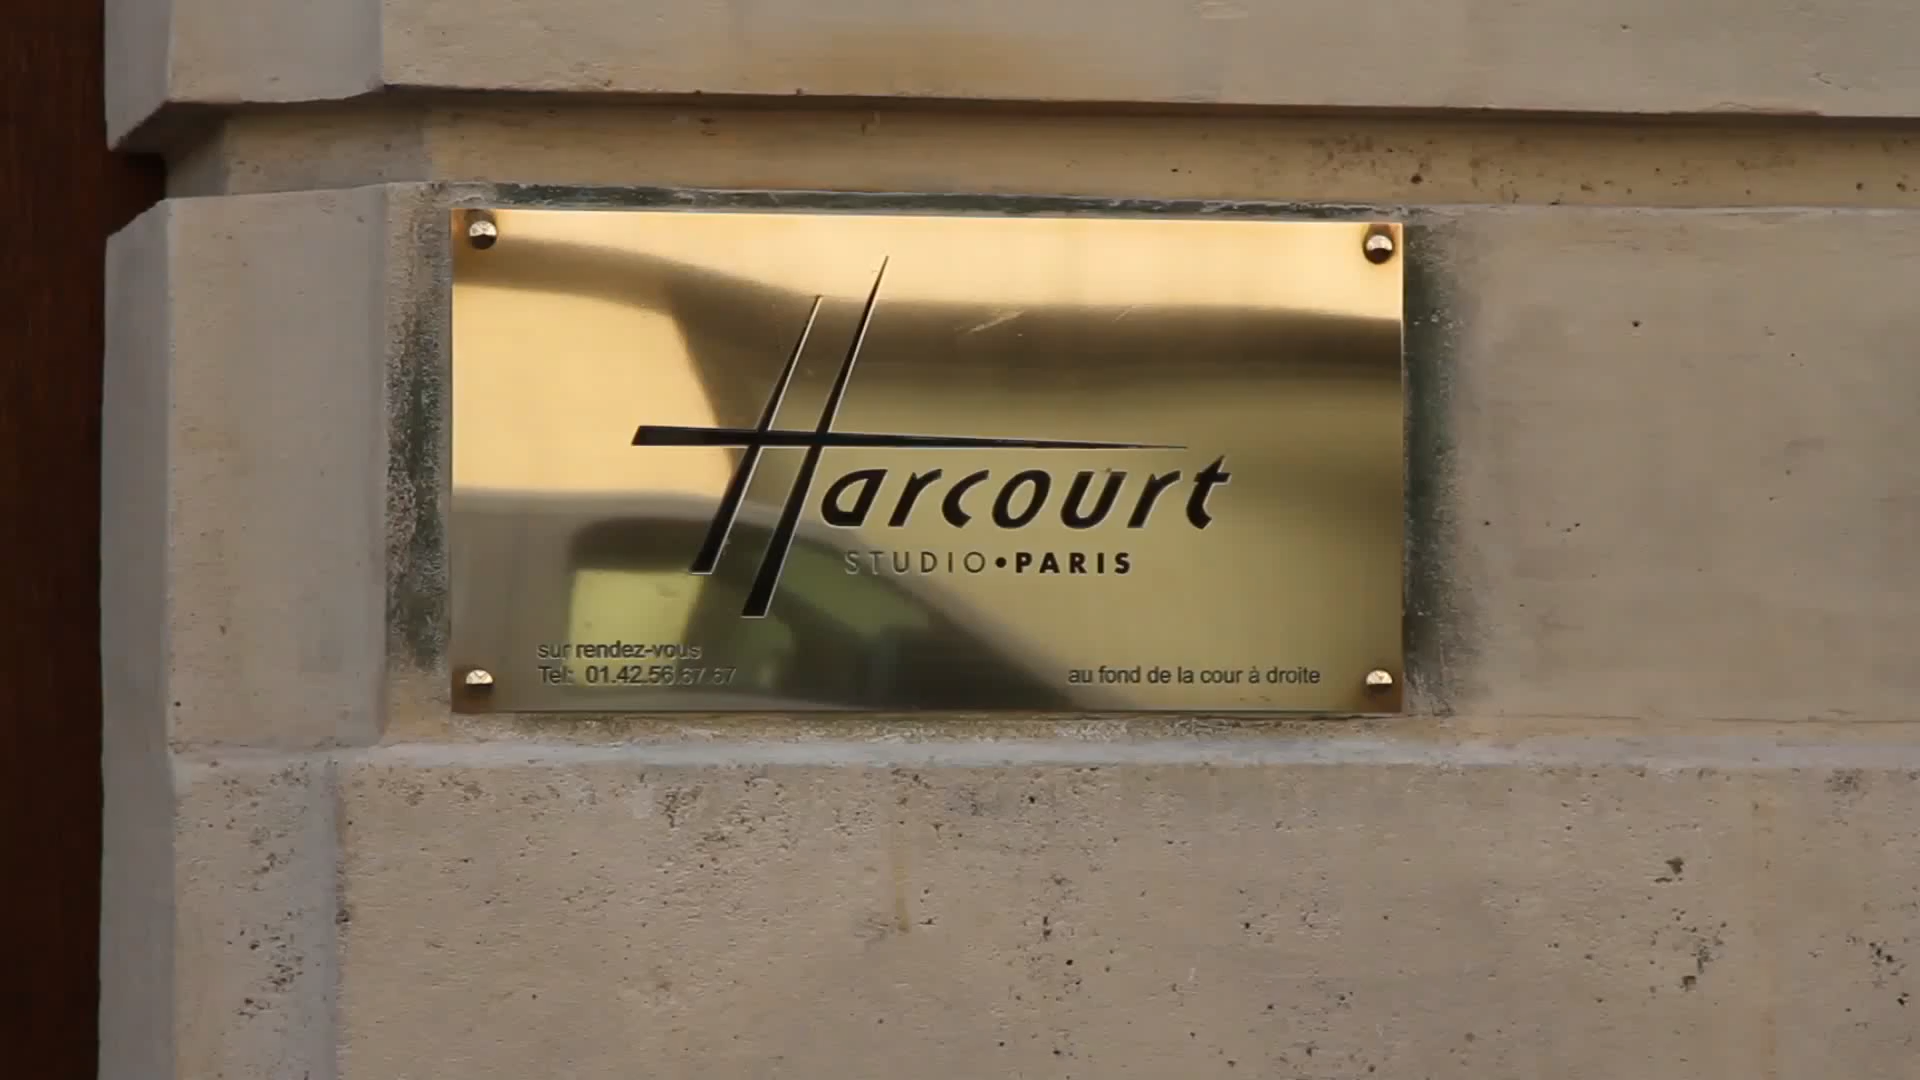 Harcourt
STUDIO•PARIS
sur rendez-vous
Tel: 01.42.56.67.67
au fond de la cour à droite